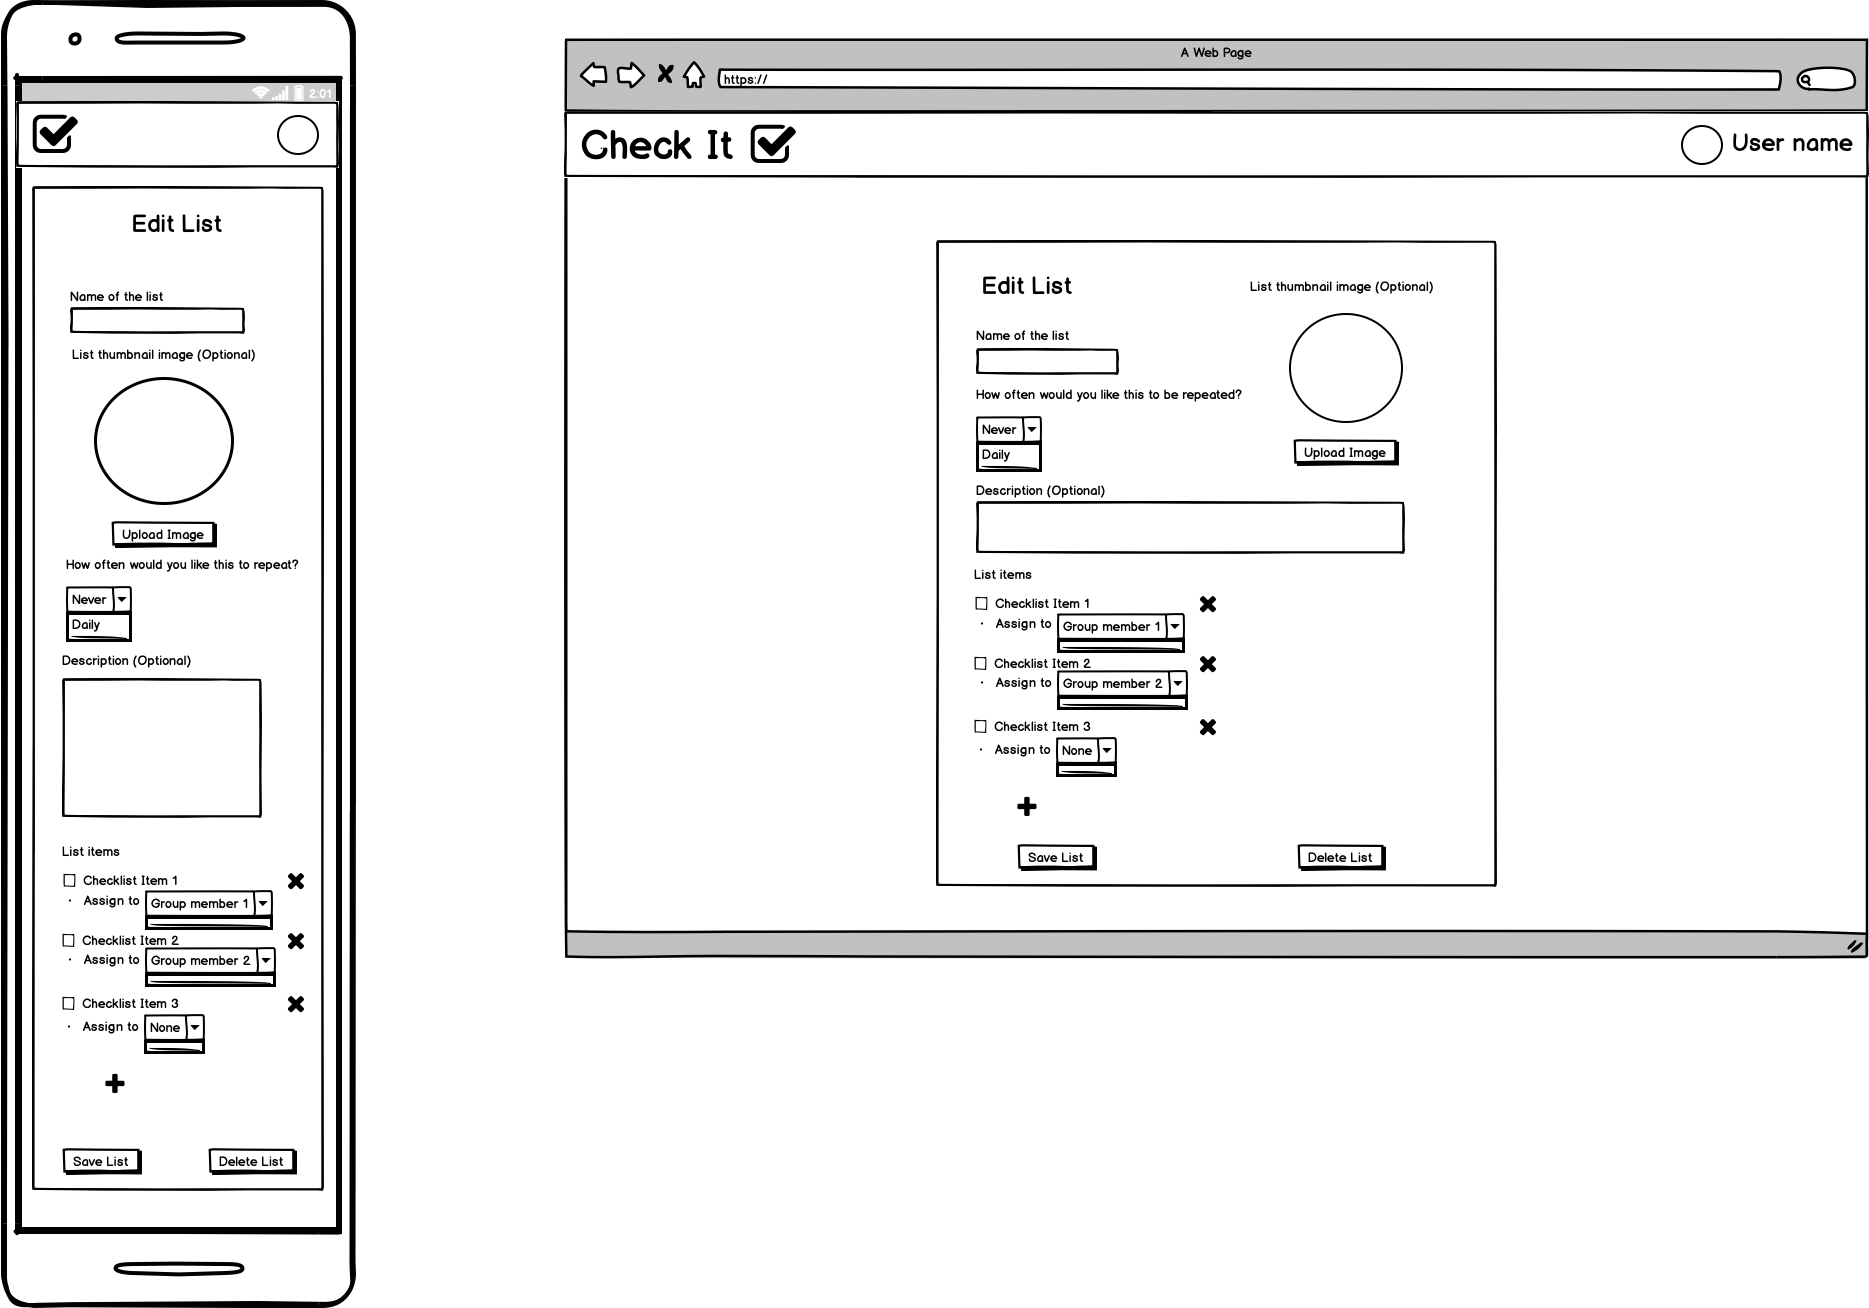 2:01
Edit List
Name of the list
List thumbnail image (Optional)
Upload Image
How often would you like this to repeat?
Never
Daily
Description (Optional)
List items
Checklist Item 1
· Assign to Group member 1
Checklist Item 2
· Assign to Group member 2
Checklist Item 3
· Assign to None
Save List Delete List
A Web Page
https://
Check It User name
Edit List List thumbnail image (Optional)
Name of the list
How often would you like this to be repeated?
Never
Daily
Upload Image
Description (Optional)
List items
Checklist Item 1
· Assign to Group member 1
Checklist Item 2
· Assign to Group member 2
Checklist Item 3
· Assign to None
Save List Delete List